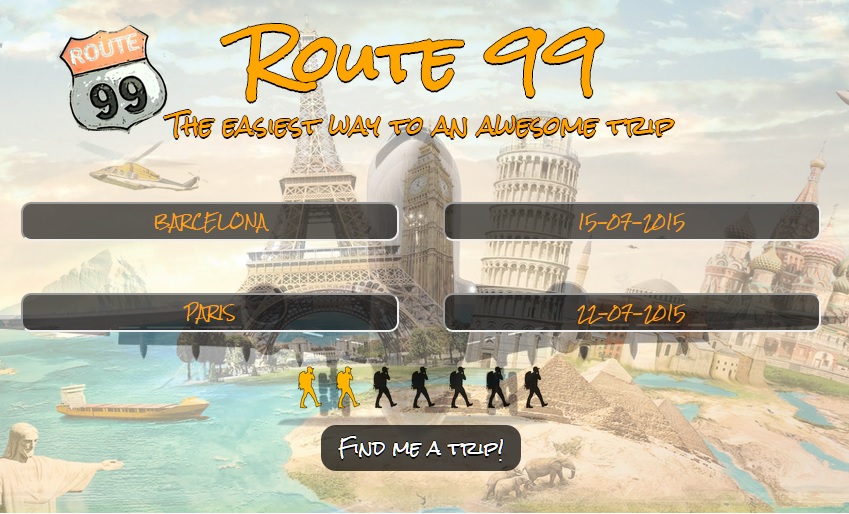 ROUTE
99
ROUTE 99
THE EASIEST WAY TO AN AWESOME TRIP
BARCELONA
15-07-2015
PARIS
22-07-2015
FIND ME A TRIP!